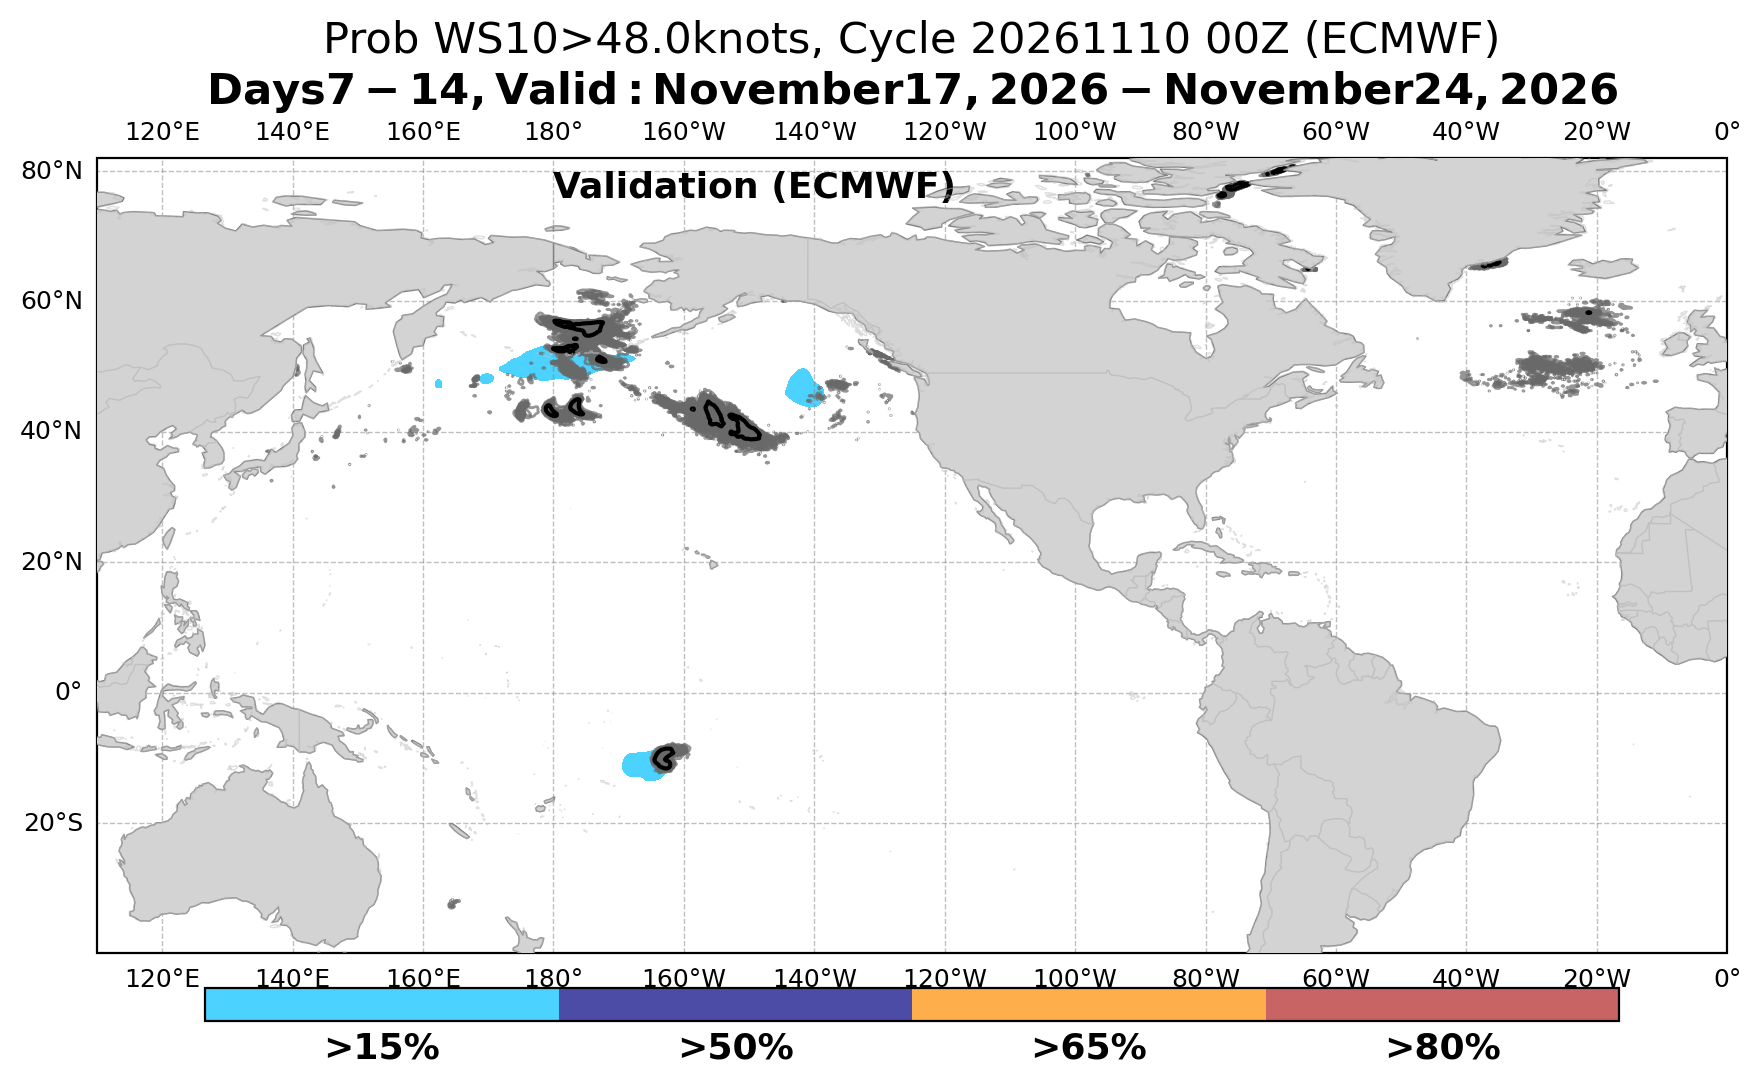 Prob WS10>48.0knots, Cycle 20261110 00Z (ECMWF)
Days7 − 14, Valid : November17, 2026 − November24, 2026
120°E 140°E 160°E 180° 160°W 140°W 120°W 100°W 80°W 60°W 40°W 20°W 0°
80°N
Validation (ECMWF)
60°N
40°N
20°N
0°
20°S
120°E 140°E 160°E 180° 160°W 140°W 120°W 100°W 80°W 60°W 40°W 20°W 0°
>15% >50% >65% >80%